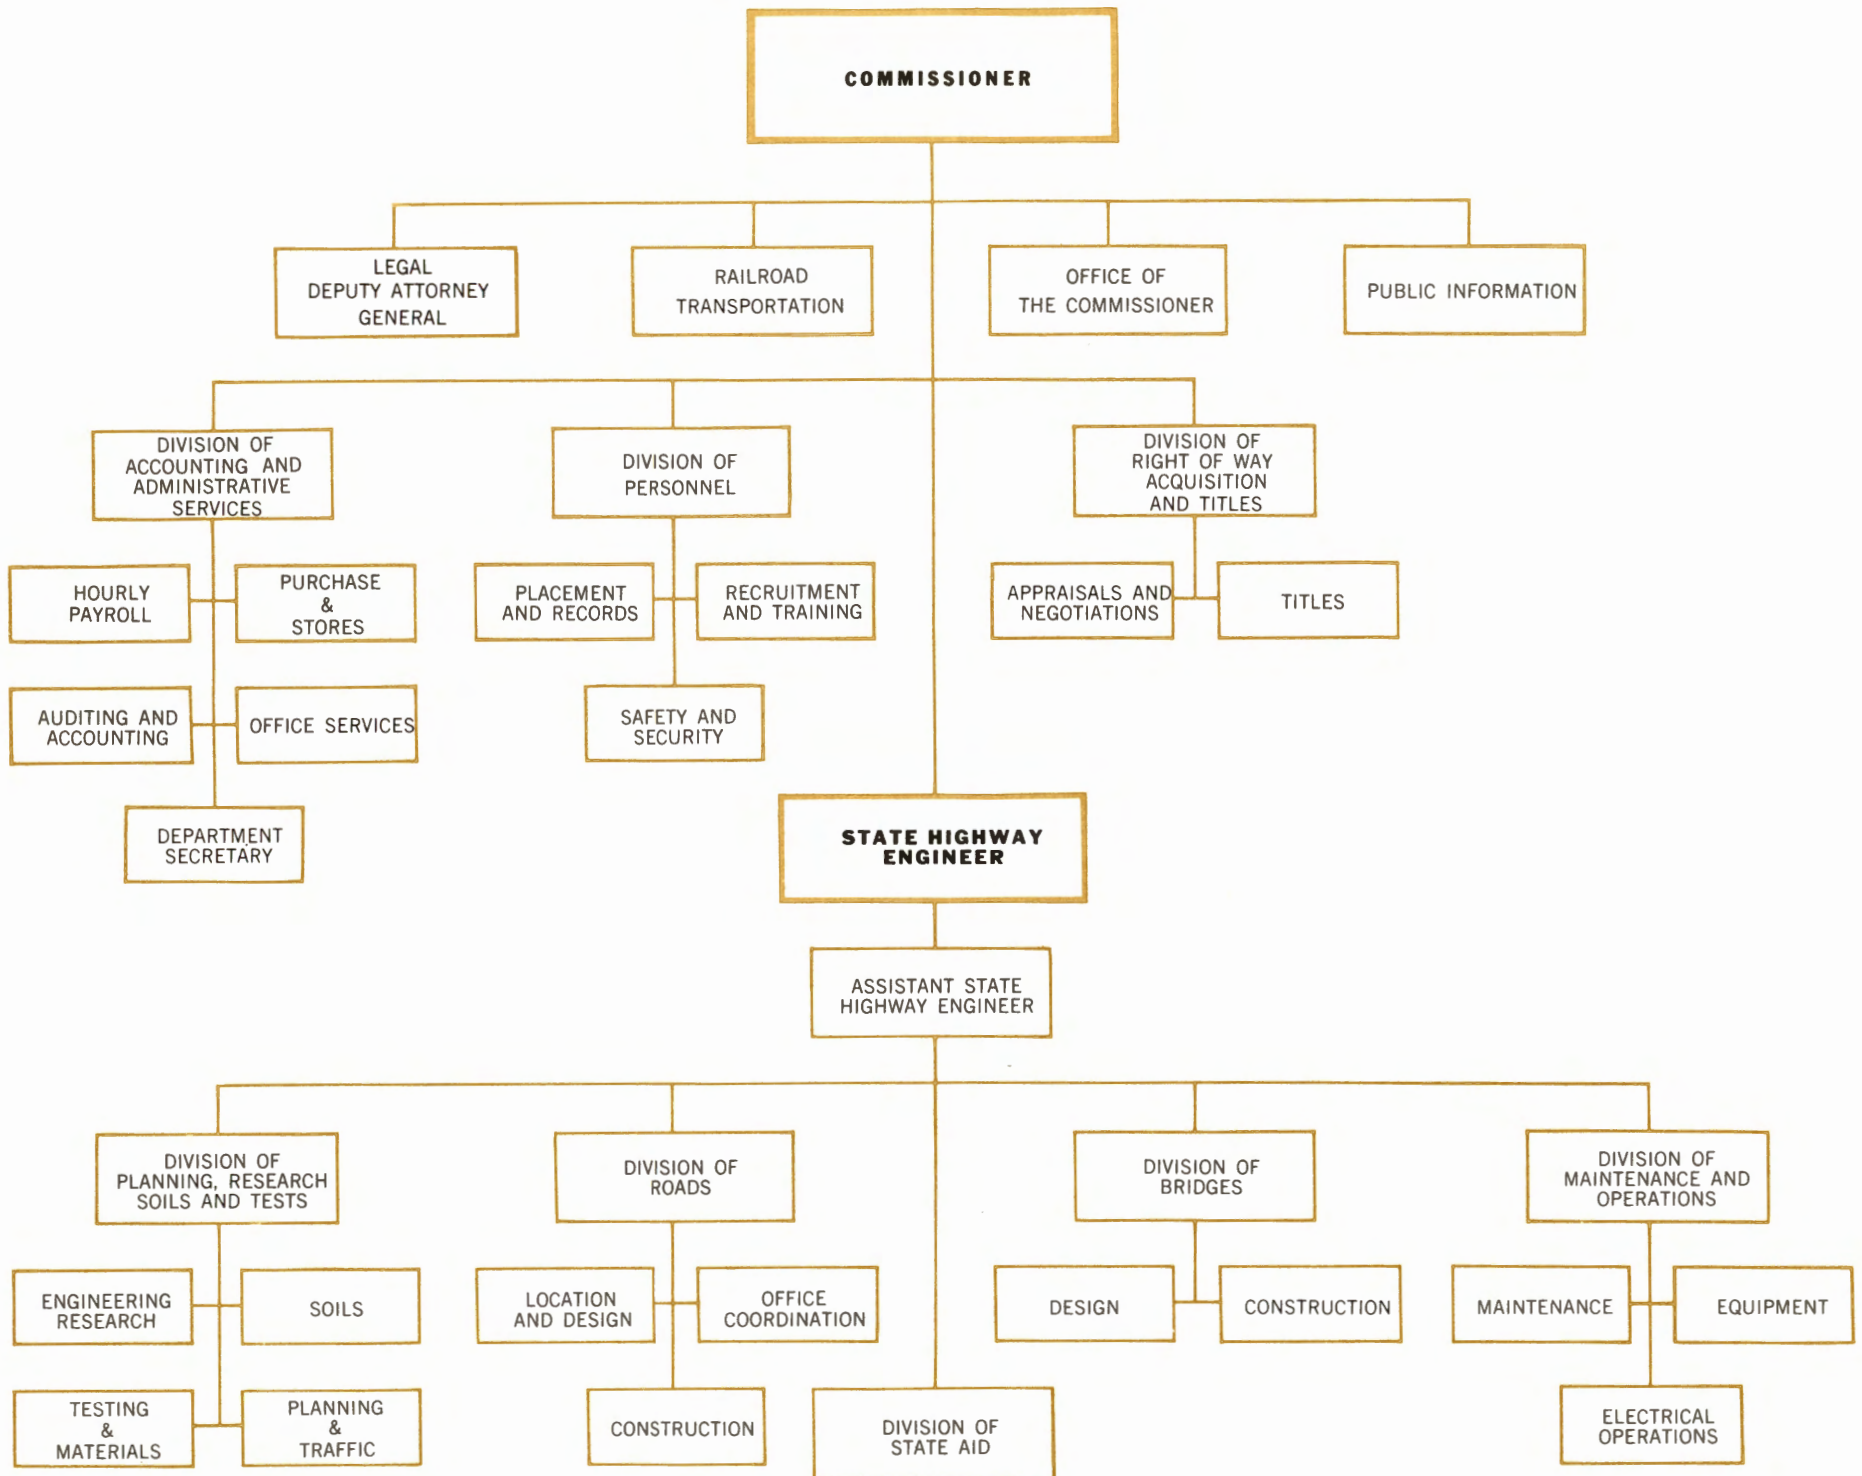 COMMISSIONER
LEGAL
DEPUTY ATTORNEY
GENERAL
RAILROAD
TRANSPORTATION
OFFICE OF
THE COMMISSIONER
PUBLIC INFORMATION
DIVISION OF
ACCOUNTING AND
ADMINISTRATIVE
SERVICES
DIVISION OF
PERSONNEL
DIVISION OF
RIGHT OF WAY
ACQUISITION
AND TITLES
HOURLY
PAYROLL
PURCHASE
&
STORES
PLACEMENT
AND RECORDS
RECRUITMENT
AND TRAINING
APPRAISALS AND
NEGOTIATIONS
TITLES
AUDITING AND
ACCOUNTING
OFFICE SERVICES
SAFETY AND
SECURITY
DEPARTMENT
SECRETARY
STATE HIGHWAY
ENGINEER
ASSISTANT STATE
HIGHWAY ENGINEER
DIVISION OF
PLANNING, RESEARCH
SOILS AND TESTS
DIVISION OF
ROADS
DIVISION OF
BRIDGES
DIVISION OF
MAINTENANCE AND
OPERATIONS
ENGINEERING
RESEARCH
SOILS
LOCATION
AND DESIGN
OFFICE
COORDINATION
DESIGN
CONSTRUCTION
MAINTENANCE
EQUIPMENT
TESTING
&
MATERIALS
PLANNING
&
TRAFFIC
CONSTRUCTION
DIVISION OF
STATE AID
ELECTRICAL
OPERATIONS